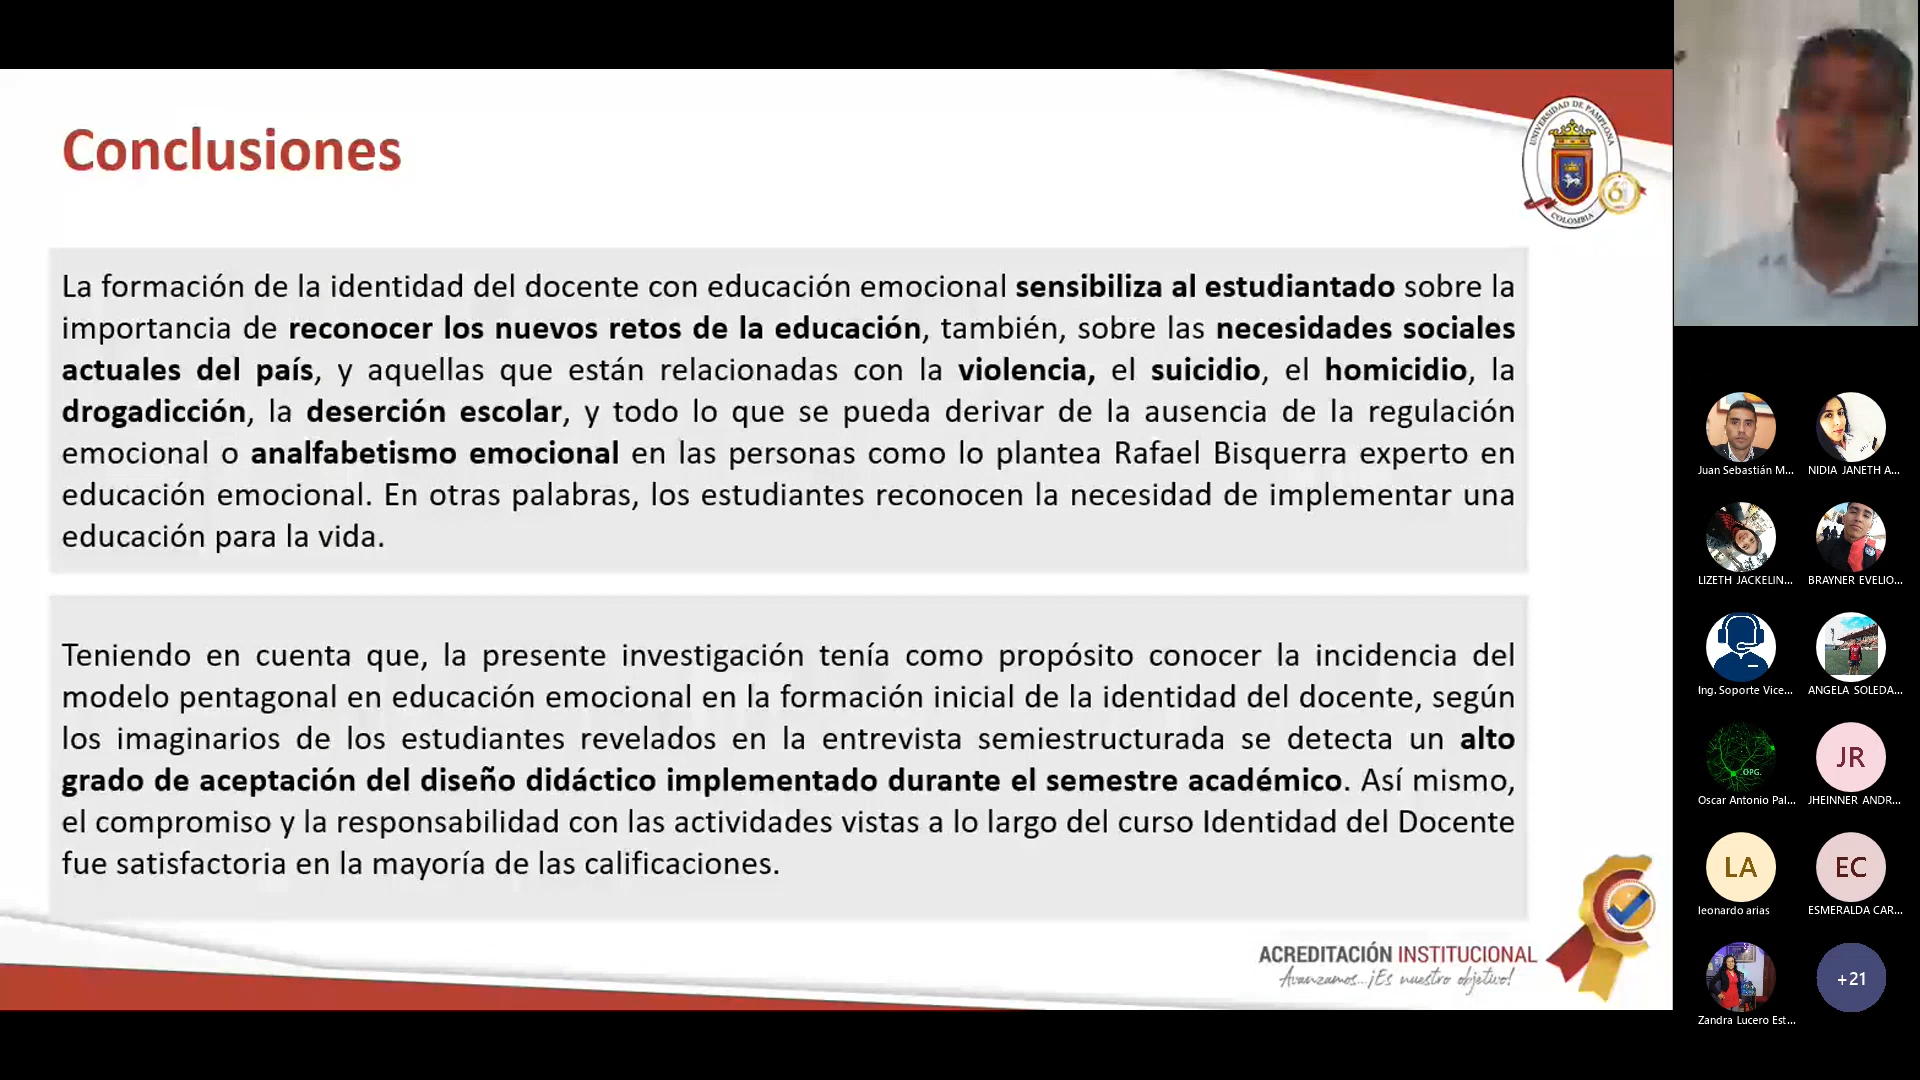 Conclusiones
UNIVERSIDAD DE PAMPLONA
COLOMBIA
La formación de la identidad del docente con educación emocional sensibiliza al estudiantado sobre la
importancia de reconocer los nuevos retos de la educación, también, sobre las necesidades sociales
actuales del país, y aquellas que están relacionadas con la violencia, el suicidio, el homicidio, la
drogadicción, la deserción escolar, y todo lo que se pueda derivar de la ausencia de la regulación
emocional o analfabetismo emocional en las personas como lo plantea Rafael Bisquerra experto en
educación emocional. En otras palabras, los estudiantes reconocen la necesidad de implementar una
educación para la vida.
Teniendo en cuenta que, la presente investigación tenía como propósito conocer la incidencia del
modelo pentagonal en educación emocional en la formación inicial de la identidad del docente, según
los imaginarios de los estudiantes revelados en la entrevista semiestructurada se detecta un alto
grado de aceptación del diseño didáctico implementado durante el semestre académico. Así mismo,
el compromiso y la responsabilidad con las actividades vistas a lo largo del curso Identidad del Docente
fue satisfactoria en la mayoría de las calificaciones.
ACREDITACIÓN INSTITUCIONAL
Avanzamos...¡Es nuestro objetivo!
Juan Sebastián M...
NIDIA JANETH A...
LIZETH JACKELIN...
BRAYNER EVELIO...
Ing. Soporte Vice...
ANGELA SOLEDA...
OPG.
JR
Oscar Antonio Pal...
JHEINNER ANDR...
LA
EC
leonardo arias
ESMERALDA CAR...
+21
Zandra Lucero Est...